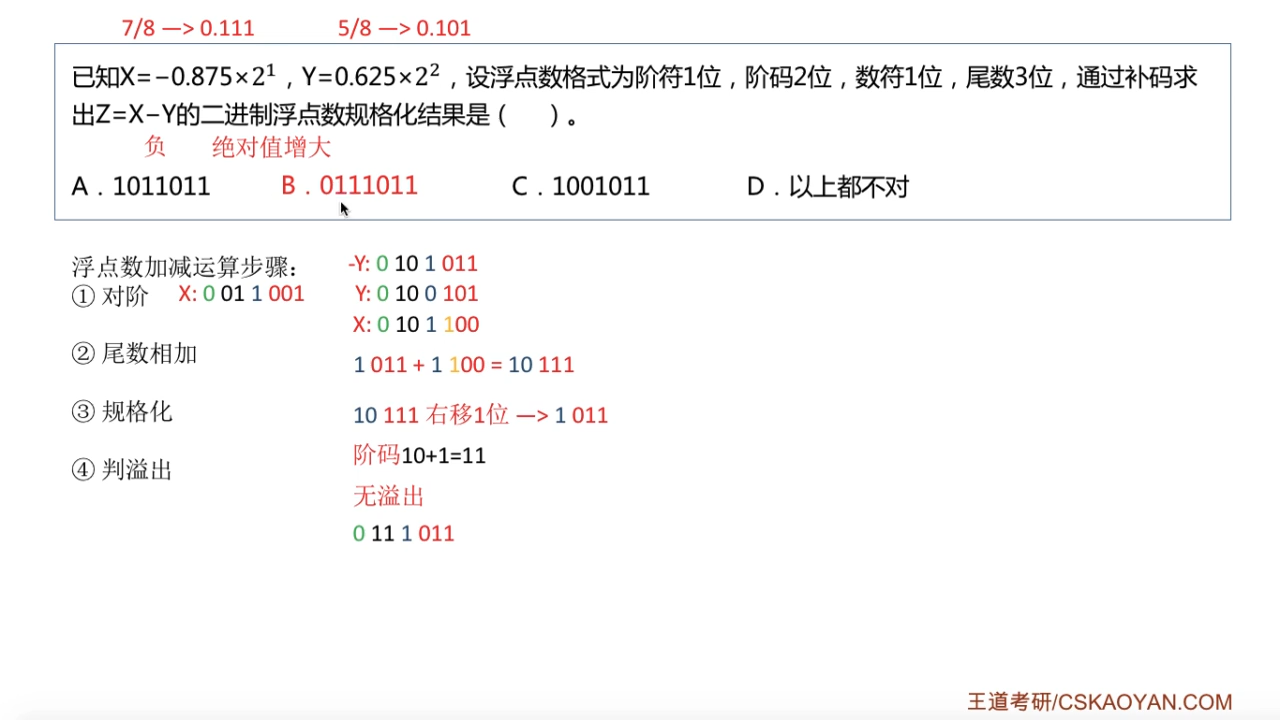 7/8 —> 0.111 5/8 —> 0.101
已知X=−0.875×2¹，Y=0.625×2²，设浮点数格式为阶符1位，阶码2位，数符1位，尾数3位，通过补码求
出Z=X−Y的二进制浮点数规格化结果是（ ）。
负 绝对值增大
A．1011011 B．0111011 C．1001011 D．以上都不对
浮点数加减运算步骤：
-Y: 0 10 1 011
① 对阶 X: 0 01 1 001
Y: 0 10 0 101
X: 0 10 1 100
② 尾数相加
1 011 + 1 100 = 10 111
③ 规格化
10 111 右移1位 —> 1 011
阶码10+1=11
④ 判溢出
无溢出
0 11 1 011
王道考研/CSKAOYAN.COM